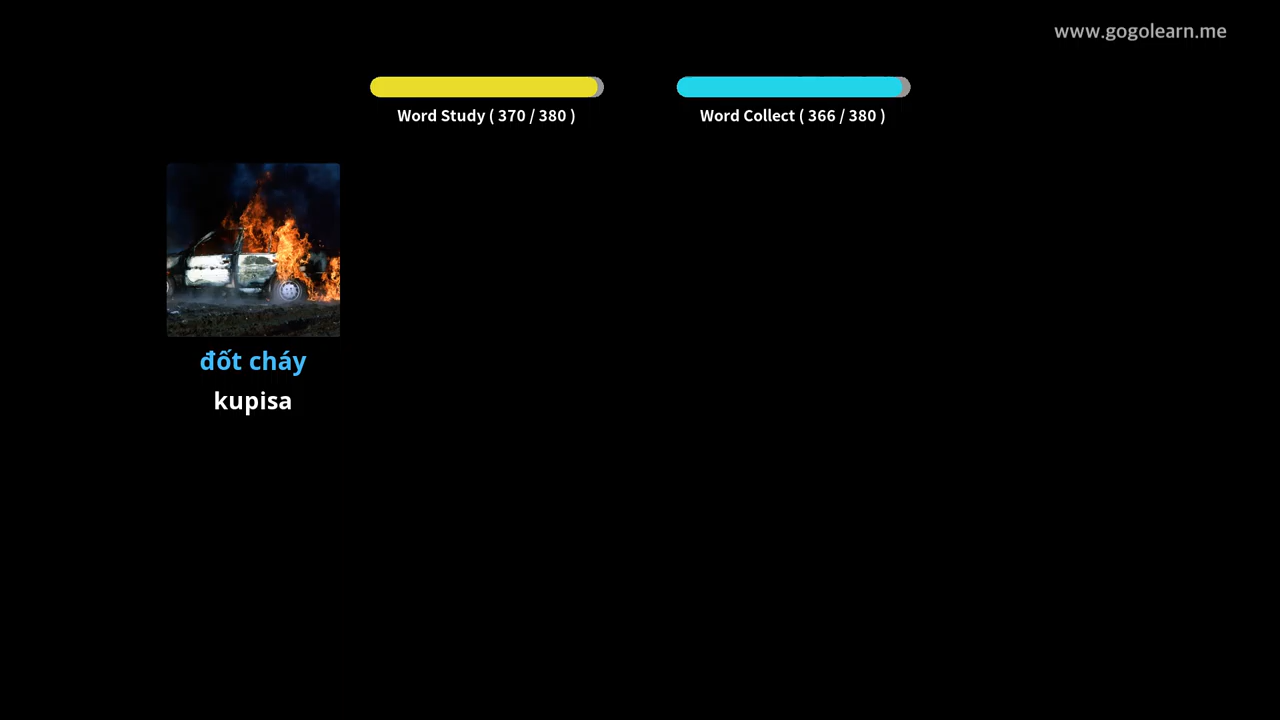 www.gogolearn.me
Word Study ( 370 / 380 )
Word Collect ( 366 / 380 )
đốt cháy
kupisa